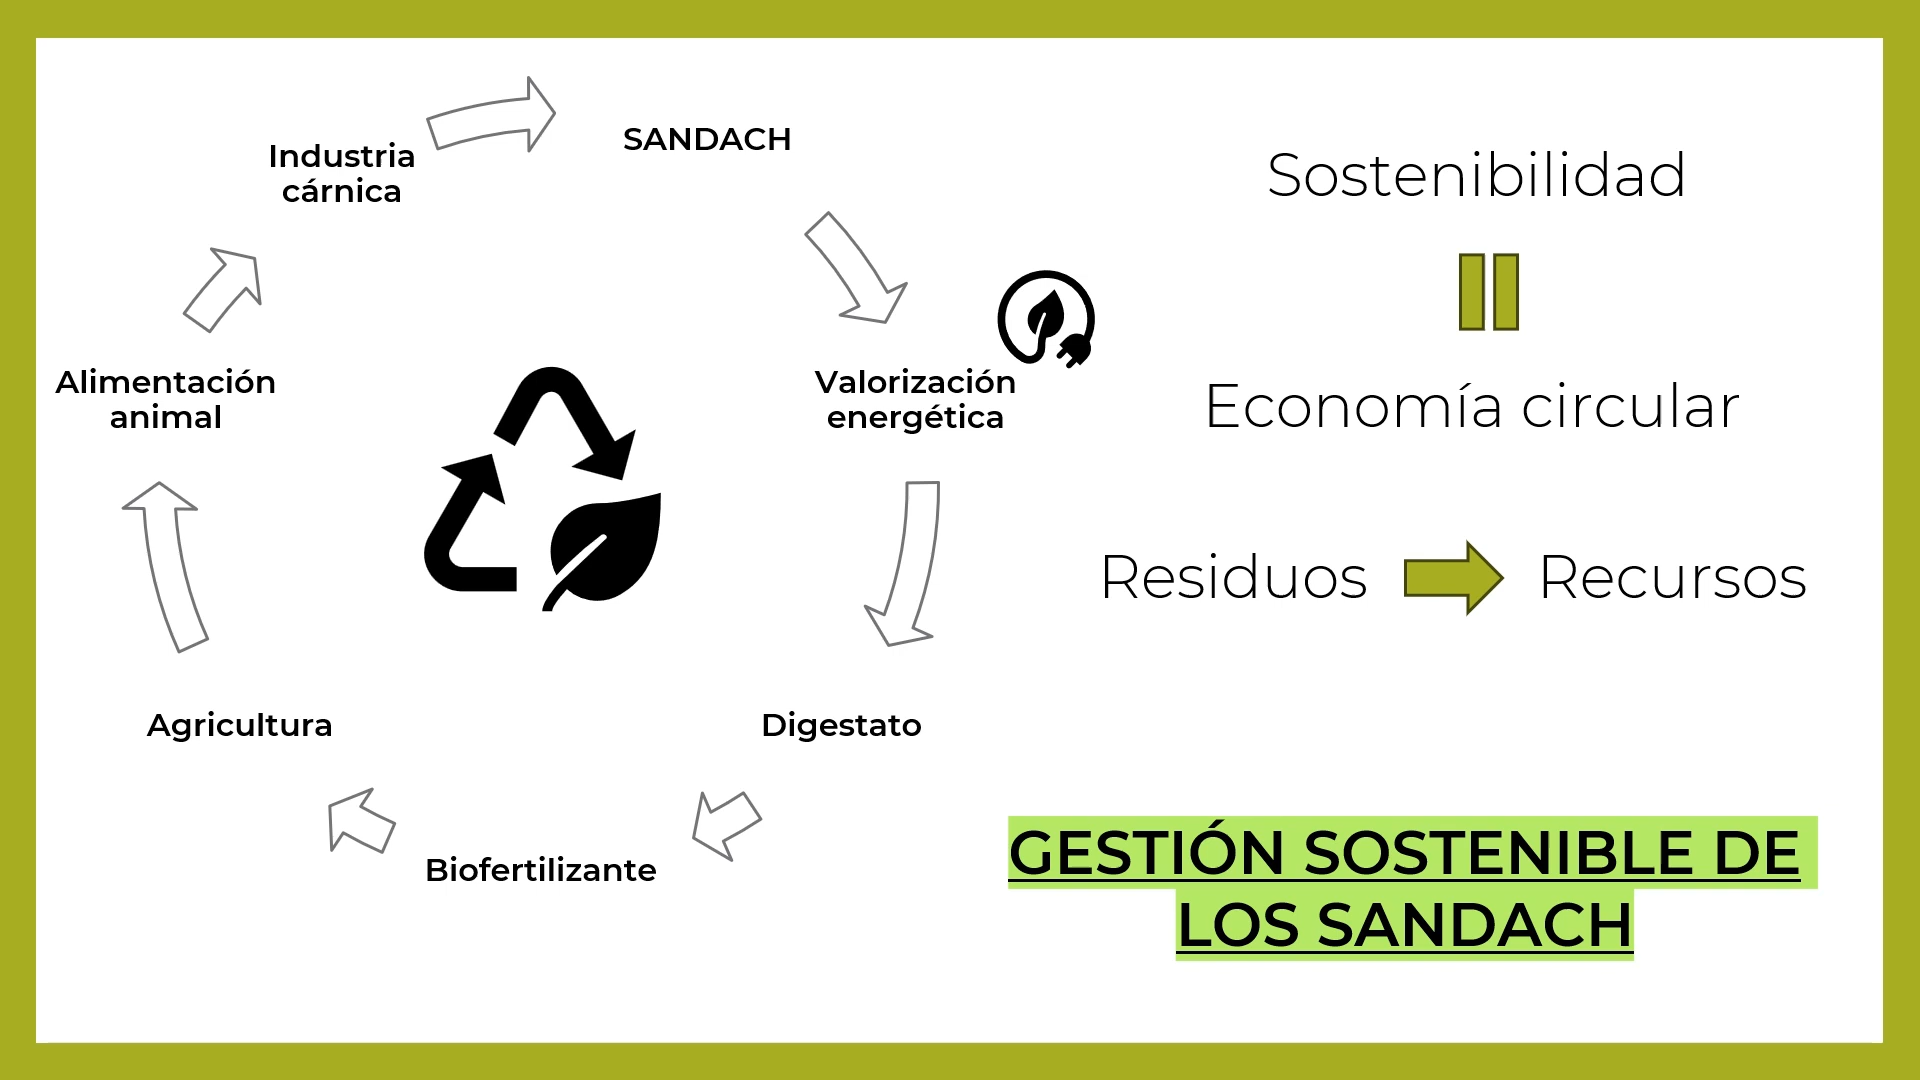 Industria
cárnica
SANDACH
Valorización
energética
Digestato
Biofertilizante
Agricultura
Alimentación
animal
Sostenibilidad
Economía circular
Residuos
Recursos
GESTIÓN SOSTENIBLE DE
LOS SANDACH